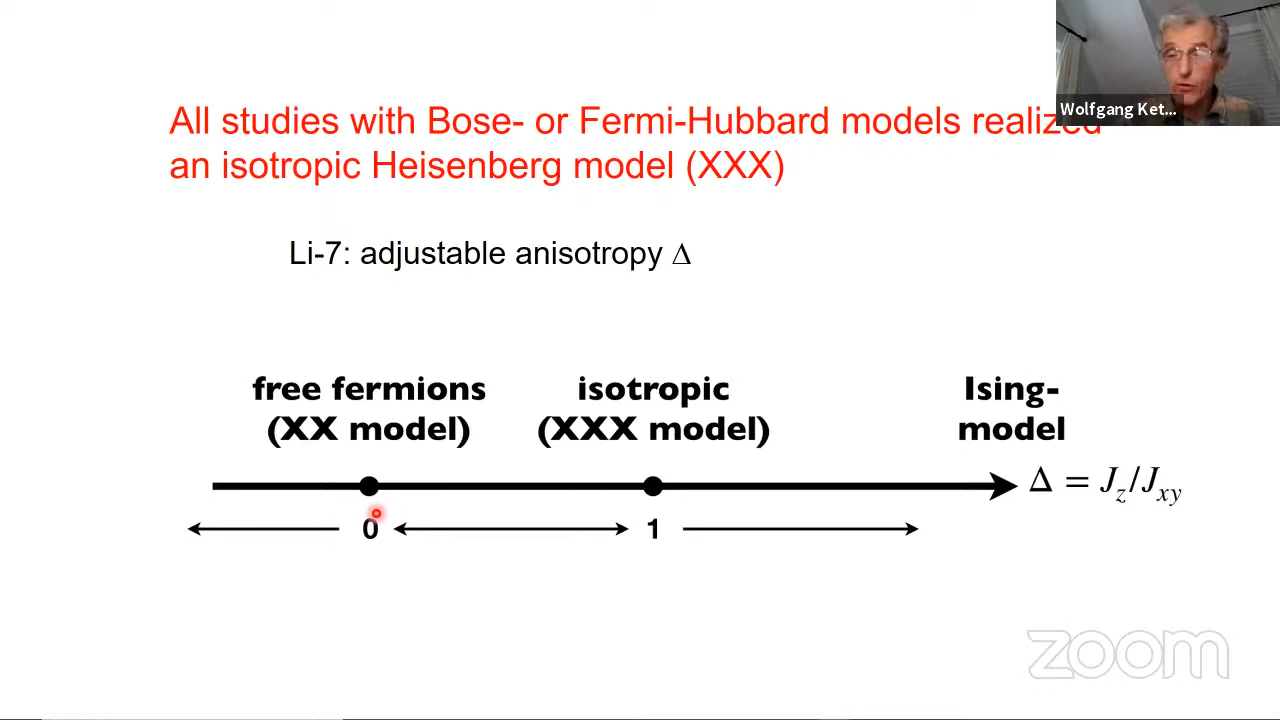 Wolfgang Ket...
All studies with Bose- or Fermi-Hubbard models realized
an isotropic Heisenberg model (XXX)
Li-7: adjustable anisotropy Δ
free fermions
(XX model)
isotropic
(XXX model)
Ising-
model
Δ = J_z/J_xy
0
1
zoom